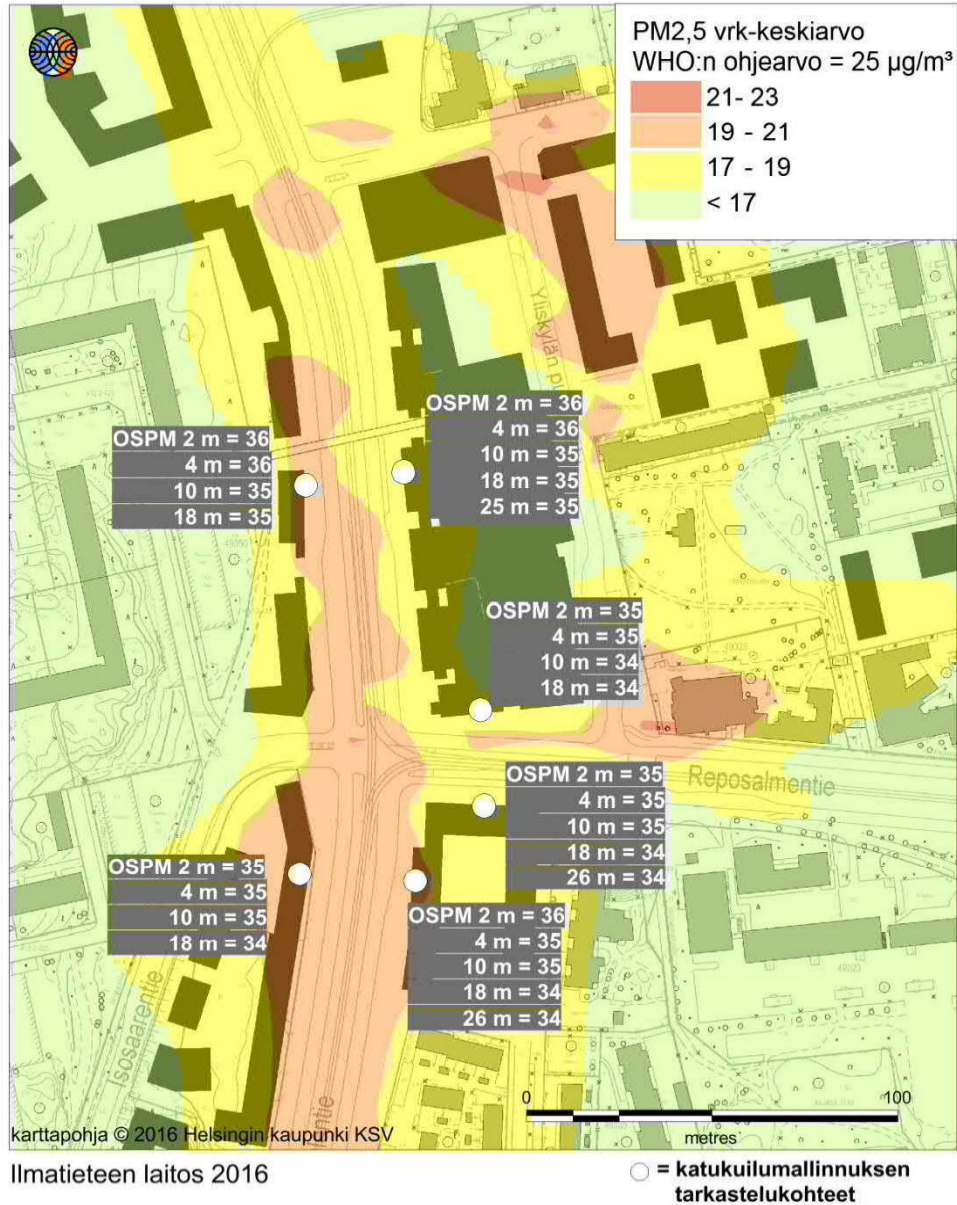 PM2,5 vrk-keskiarvo
WHO:n ohjearvo = 25 µg/m³
21- 23
19 - 21
17 - 19
< 17
Yliskylän pu
OSPM 2 m = 36
4 m = 36
10 m = 35
18 m = 35
25 m = 35
OSPM 2 m = 36
4 m = 36
10 m = 35
18 m = 35
OSPM 2 m = 35
4 m = 35
10 m = 34
18 m = 34
Reposalmentie
OSPM 2 m = 35
4 m = 35
10 m = 35
18 m = 34
26 m = 34
OSPM 2 m = 35
4 m = 35
10 m = 35
18 m = 34
OSPM 2 m = 36
4 m = 35
10 m = 35
18 m = 34
26 m = 34
Isosaarentie
entie
0 100
metres
karttapohja © 2016 Helsingin kaupunki KSV
Ilmatieteen laitos 2016
= katukuilumallinnuksen
tarkastelukohteet